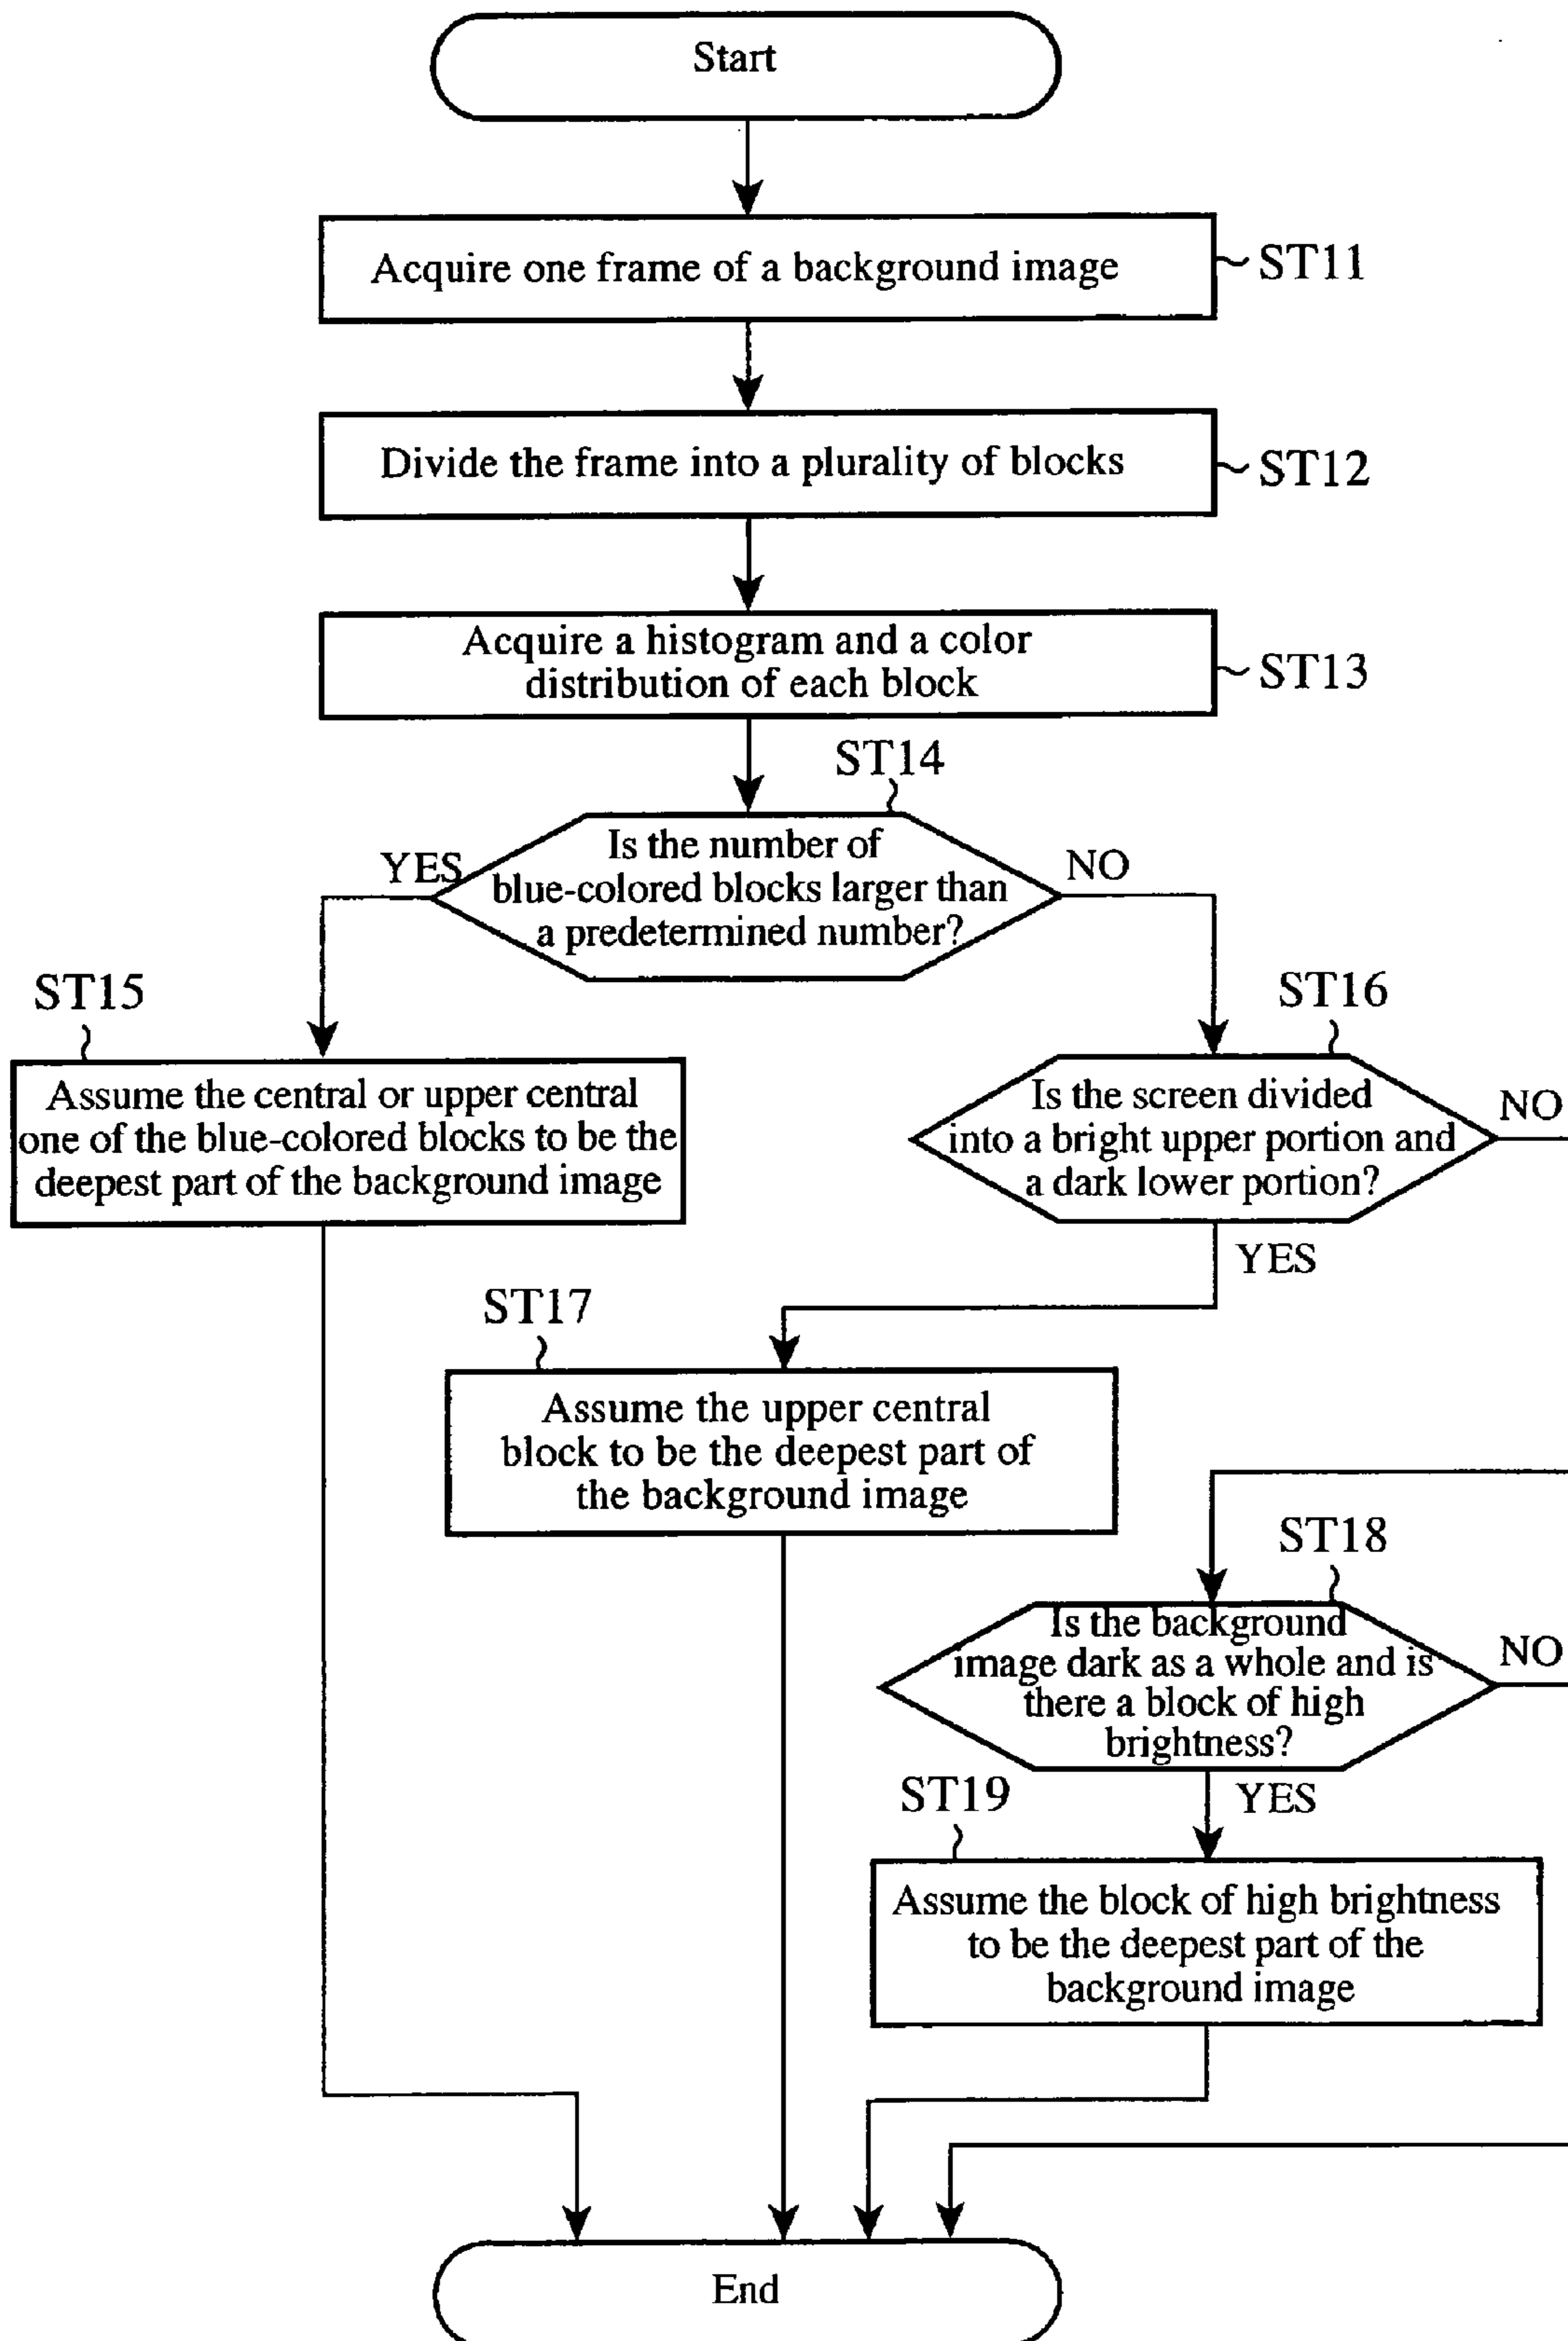 Start
Acquire one frame of a background image
ST11
Divide the frame into a plurality of blocks
ST12
Acquire a histogram and a color
distribution of each block
ST13
ST14
Is the number of
blue-colored blocks larger than
a predetermined number?
YES
NO
ST15
Assume the central or upper central
one of the blue-colored blocks to be the
deepest part of the background image
ST16
Is the screen divided
into a bright upper portion and
a dark lower portion?
NO
YES
ST17
Assume the upper central
block to be the deepest part of
the background image
ST18
Is the background
image dark as a whole and is
there a block of high
brightness?
NO
YES
ST19
Assume the block of high brightness
to be the deepest part of the
background image
End